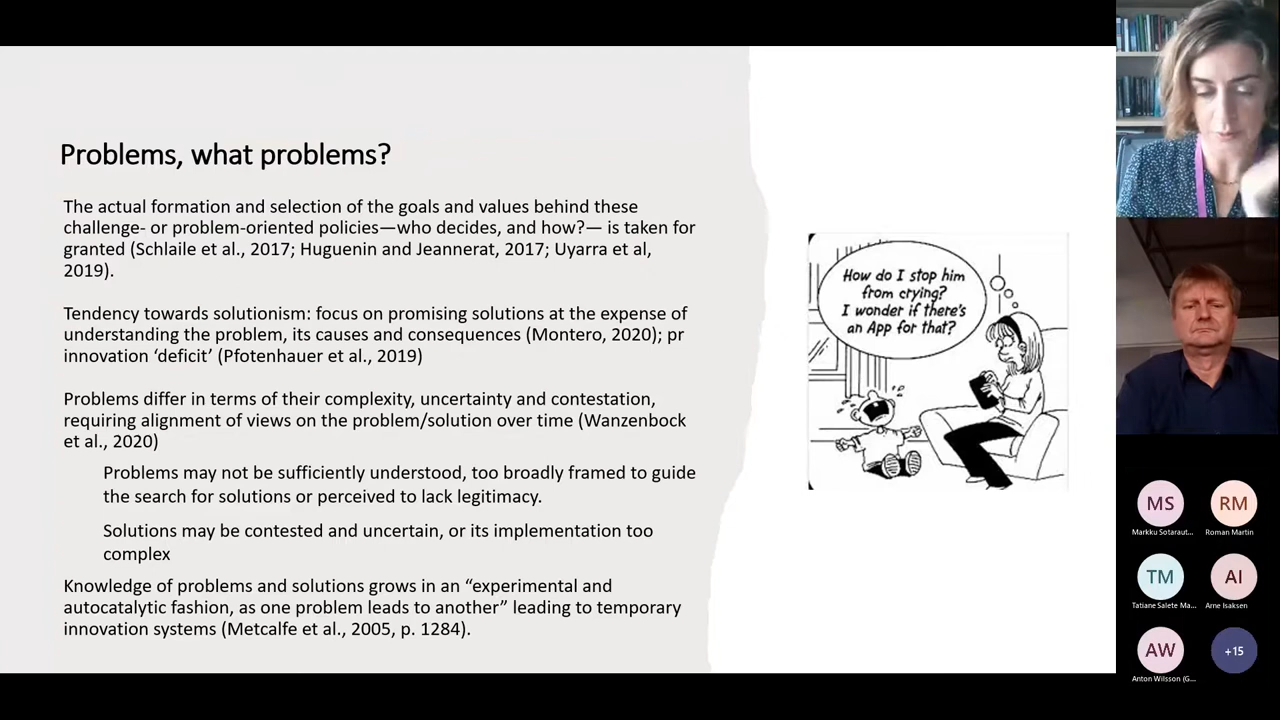 Problems, what problems?
The actual formation and selection of the goals and values behind these
challenge- or problem-oriented policies—who decides, and how?— is taken for
granted (Schlaile et al., 2017; Huguenin and Jeannerat, 2017; Uyarra et al,
2019).
Tendency towards solutionism: focus on promising solutions at the expense of
understanding the problem, its causes and consequences (Montero, 2020); pr
innovation ‘deficit’ (Pfotenhauer et al., 2019)
Problems differ in terms of their complexity, uncertainty and contestation,
requiring alignment of views on the problem/solution over time (Wanzenbock
et al., 2020)
Problems may not be sufficiently understood, too broadly framed to guide
the search for solutions or perceived to lack legitimacy.
Solutions may be contested and uncertain, or its implementation too
complex
Knowledge of problems and solutions grows in an “experimental and
autocatalytic fashion, as one problem leads to another” leading to temporary
innovation systems (Metcalfe et al., 2005, p. 1284).
How do I stop him
from crying?
I wonder if there's
an App for that?
MS
RM
Markku Sotaraut...
Roman Martin
TM
AI
Tatiane Salete Ma...
Arne Isaksen
AW
+15
Anton Wilsson (G...